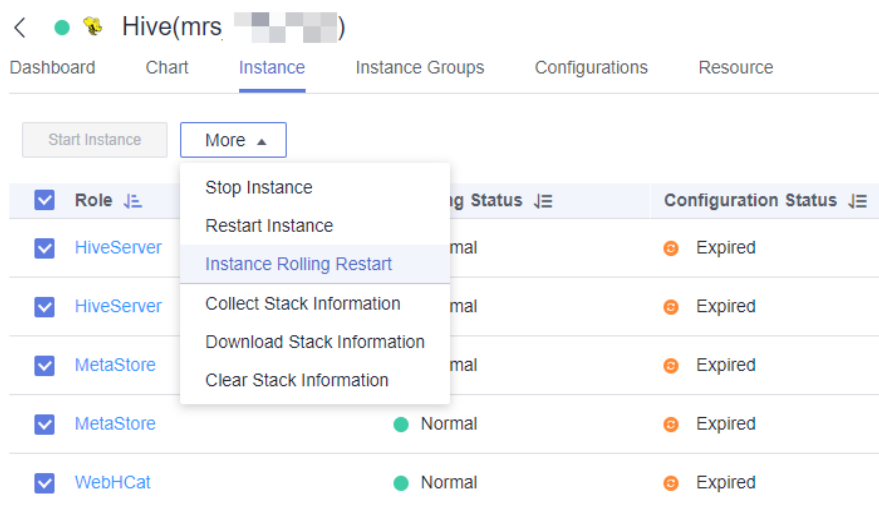 Hive(mrs )
Dashboard Chart Instance Instance Groups Configurations Resource
Start Instance More
Stop Instance
Role ng Status Configuration Status
Restart Instance
HiveServer mal Expired
Instance Rolling Restart
Collect Stack Information
HiveServer mal Expired
Download Stack Information
MetaStore mal Expired
Clear Stack Information
MetaStore Normal Expired
WebHCat Normal Expired